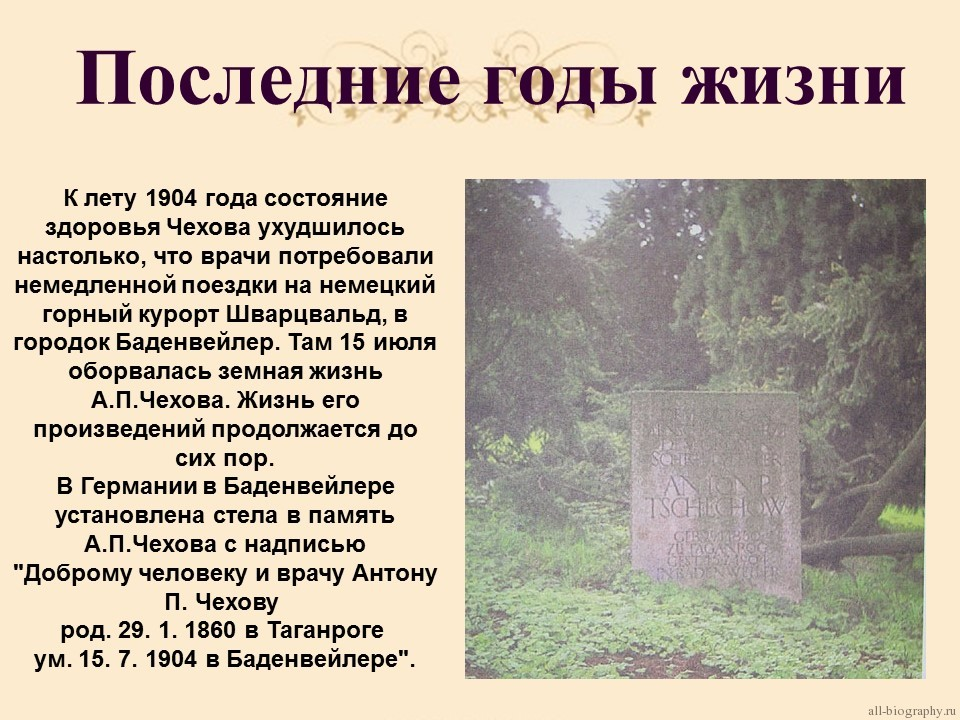 Последние годы жизни
К лету 1904 года состояние
здоровья Чехова ухудшилось
настолько, что врачи потребовали
немедленной поездки на немецкий
горный курорт Шварцвальд, в
городок Баденвейлер. Там 15 июля
оборвалась земная жизнь
А.П.Чехова. Жизнь его
произведений продолжается до
сих пор.
В Германии в Баденвейлере
установлена стела в память
А.П.Чехова с надписью
"Доброму человеку и врачу Антону
П. Чехову
род. 29. 1. 1860 в Таганроге
ум. 15. 7. 1904 в Баденвейлере".
ANTON P.
TSCHECHOW
all-biography.ru